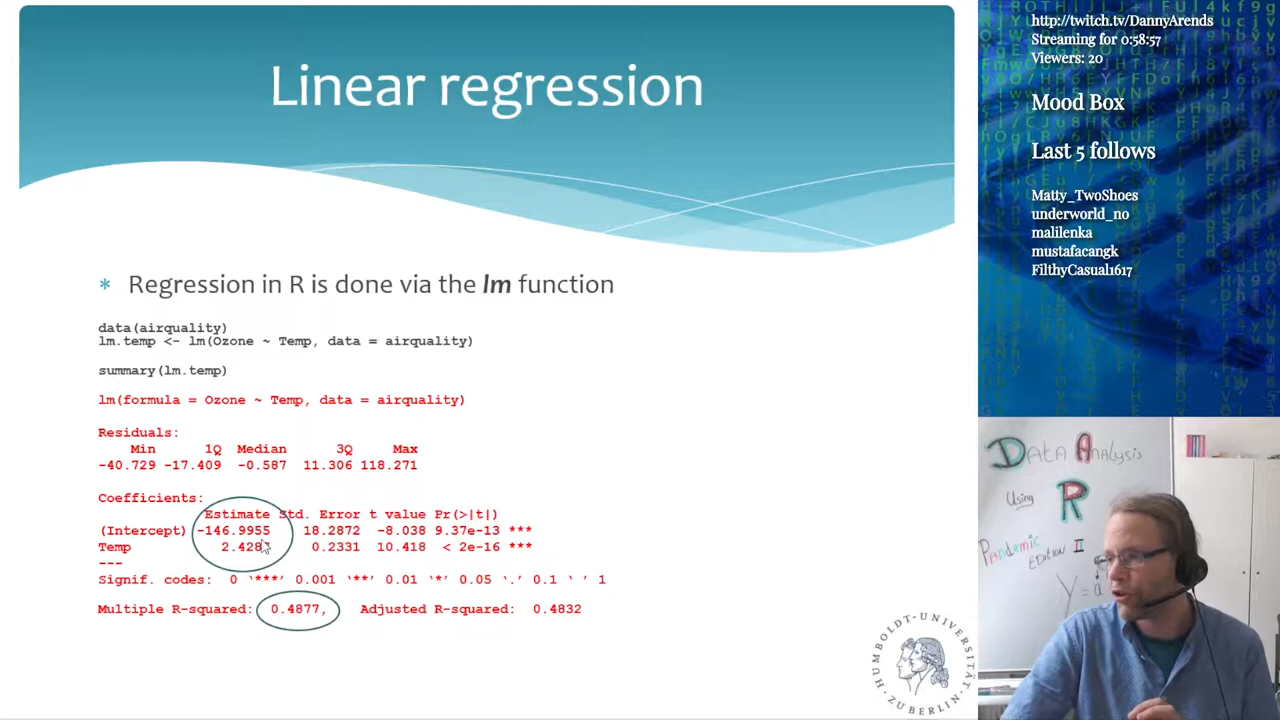 Linear regression
* Regression in R is done via the lm function
data(airquality)
lm.temp <- lm(Ozone ~ Temp, data = airquality)
summary(lm.temp)
lm(formula = Ozone ~ Temp, data = airquality)
Residuals:
Min 1Q Median 3Q Max
-40.729 -17.409 -0.587 11.306 118.271
Coefficients:
Estimate Std. Error t value Pr(>|t|)
(Intercept) -146.9955 18.2872 -8.038 9.37e-13 ***
Temp 2.428 0.2331 10.418 < 2e-16 ***
---
Signif. codes: 0 ‘***’ 0.001 ‘**’ 0.01 ‘*’ 0.05 ‘.’ 0.1 ‘ ’ 1
Multiple R-squared: 0.4877, Adjusted R-squared: 0.4832
HUMBOLDT-UNIVERSITÄT
ZU BERLIN
http://twitch.tv/DannyArends
Streaming for 0:58:57
Viewers: 20
Mood Box
Last 5 follows
Matty_TwoShoes
underworld_no
malilenka
mustafacangk
FilthyCasual1617
DATA ANALYSIS
Using R
Pandemic
EDITION II
Y = a